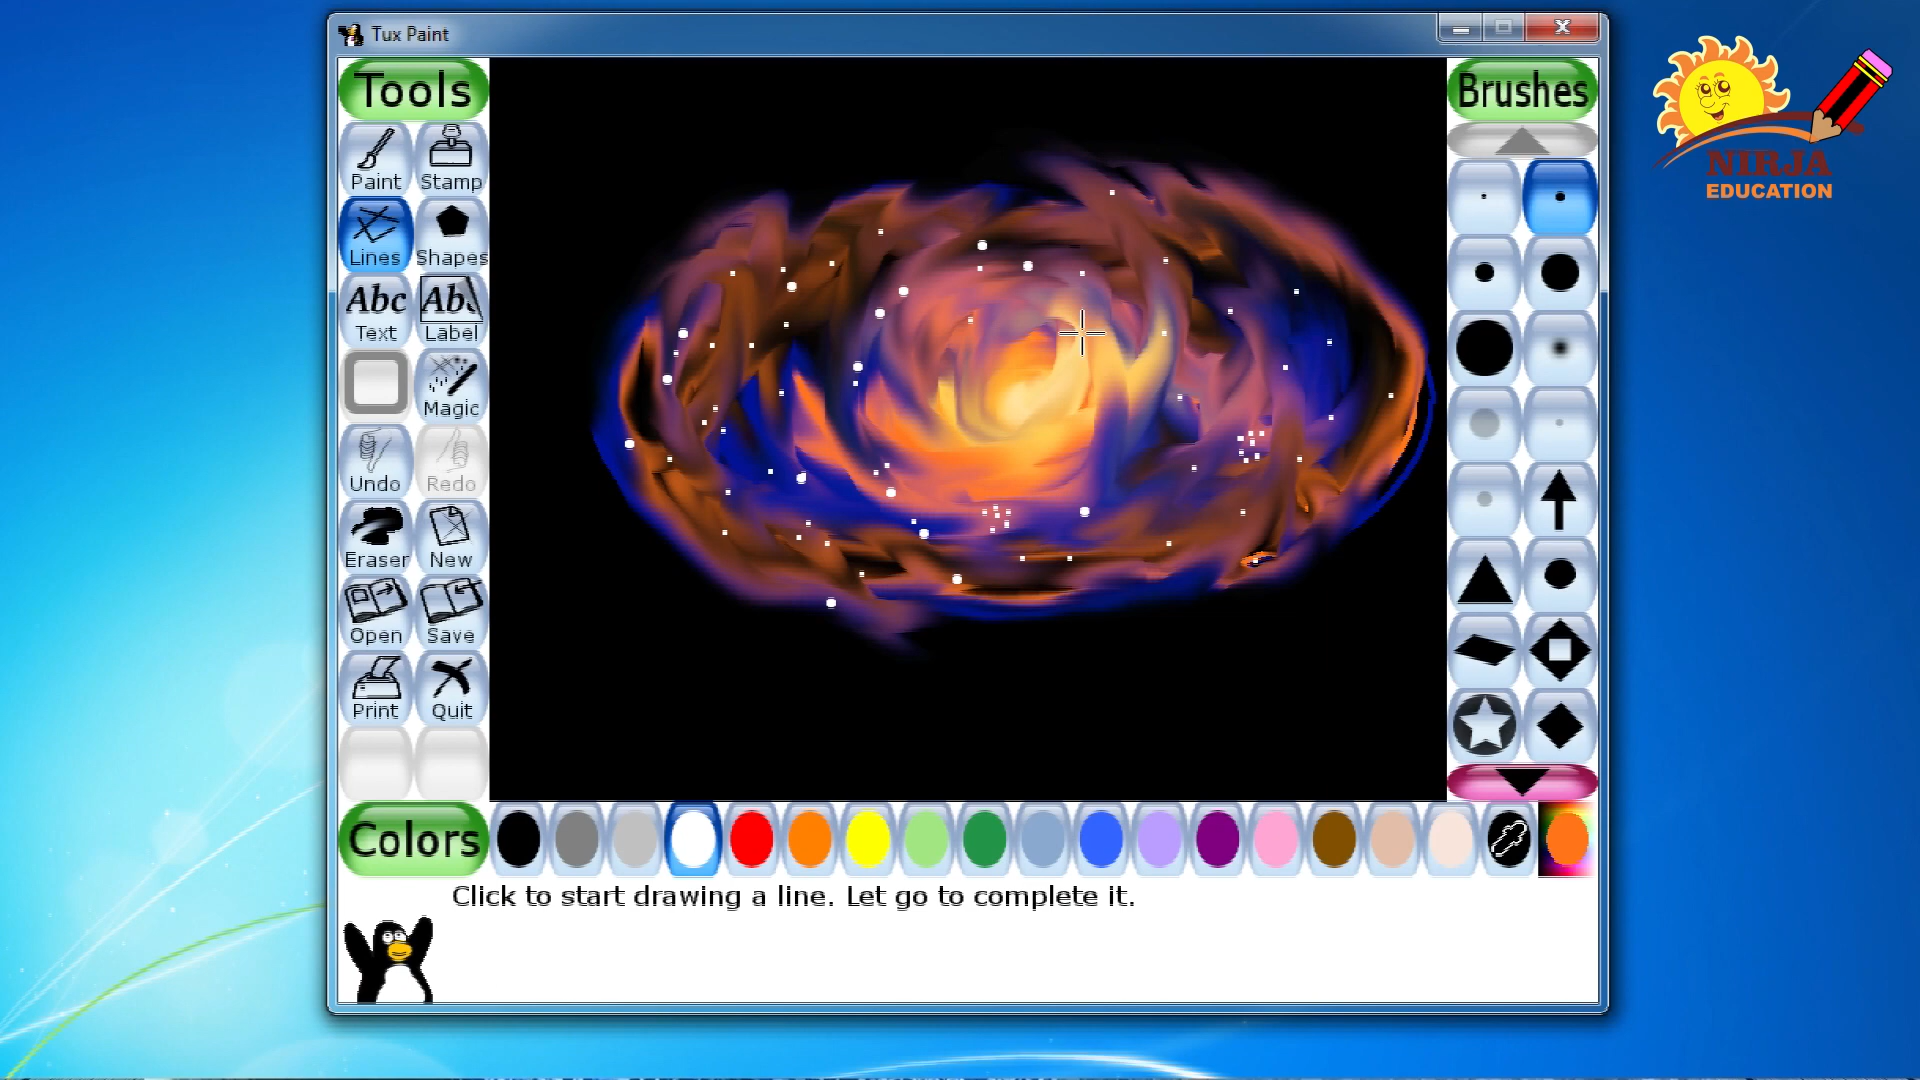 Tux Paint
Tools
Brushes
Paint Stamp
Lines Shapes
Abc Abc
Text Label
Magic
Undo Redo
Eraser New
Open Save
Print Quit
Colors
Click to start drawing a line. Let go to complete it.
NIRJA
EDUCATION